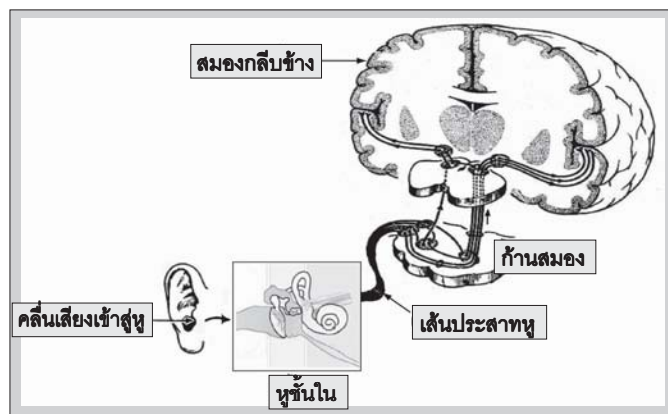 สมองกลีบข้าง
ก้านสมอง
คลื่นเสียงเข้าสู่หู
เส้นประสาทหู
หูชั้นใน